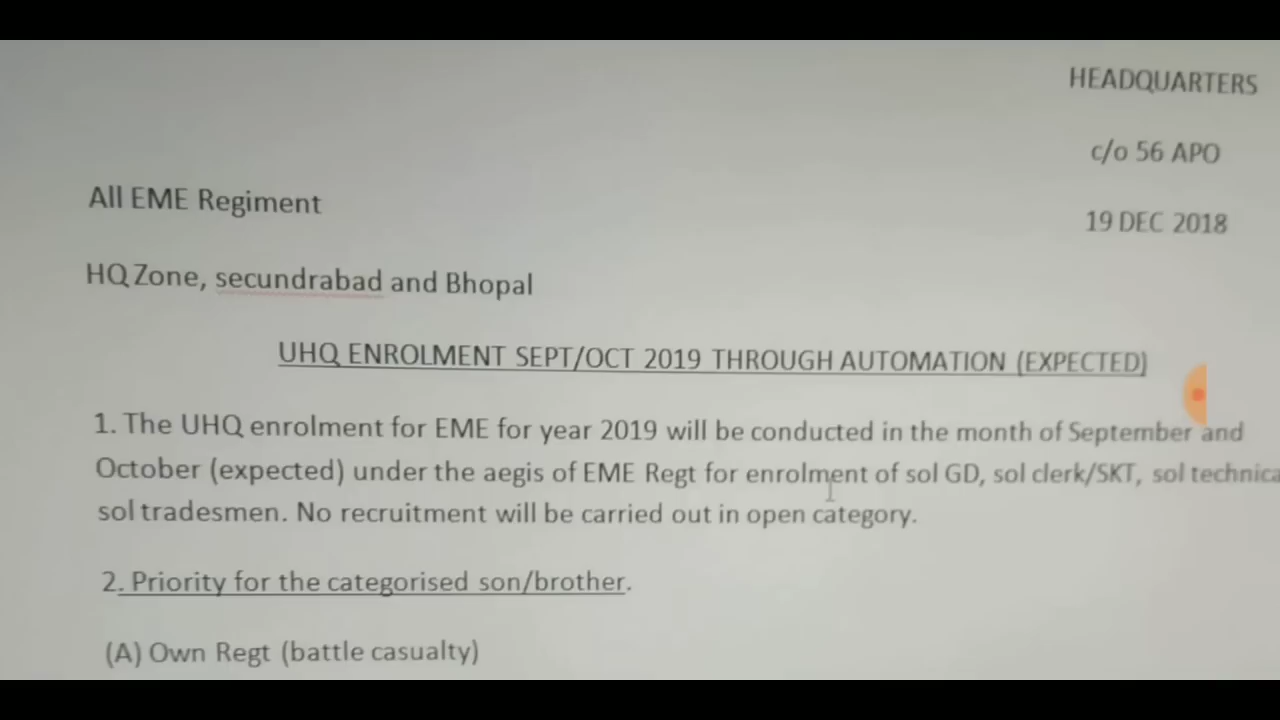 HEADQUARTERS
c/o 56 APO
All EME Regiment
19 DEC 2018
HQ Zone, secundrabad and Bhopal
UHQ ENROLMENT SEPT/OCT 2019 THROUGH AUTOMATION (EXPECTED)
1. The UHQ enrolment for EME for year 2019 will be conducted in the month of September and
October (expected) under the aegis of EME Regt for enrolment of sol GD, sol clerk/SKT, sol technica
sol tradesmen. No recruitment will be carried out in open category.
2. Priority for the categorised son/brother.
(A) Own Regt (battle casualty)